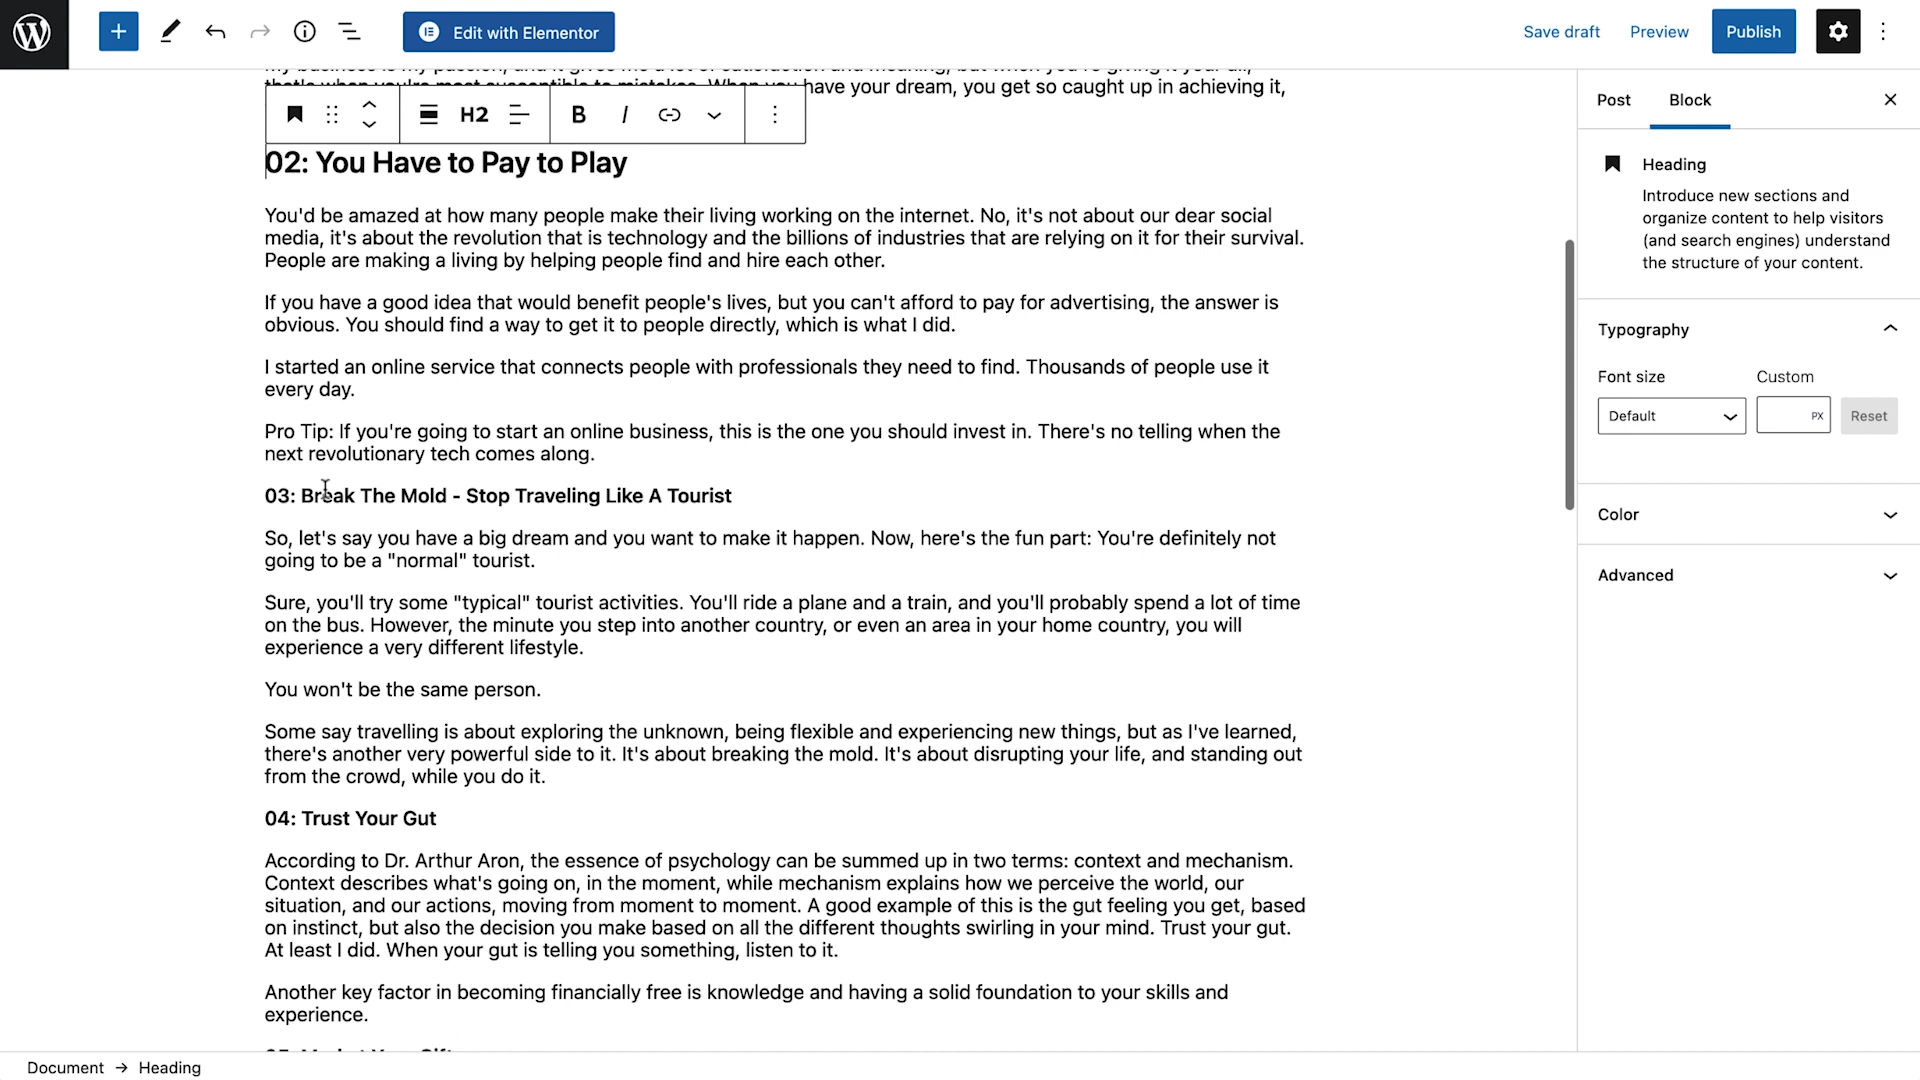 Edit with Elementor
Save draft
Preview
Publish
have your dream, you get so caught up in achieving it,
H2
B
I
02: You Have to Pay to Play
You'd be amazed at how many people make their living working on the internet. No, it's not about our dear social
media, it's about the revolution that is technology and the billions of industries that are relying on it for their survival.
People are making a living by helping people find and hire each other.
If you have a good idea that would benefit people's lives, but you can't afford to pay for advertising, the answer is
obvious. You should find a way to get it to people directly, which is what I did.
I started an online service that connects people with professionals they need to find. Thousands of people use it
every day.
Pro Tip: If you're going to start an online business, this is the one you should invest in. There's no telling when the
next revolutionary tech comes along.
03: Break The Mold - Stop Traveling Like A Tourist
So, let's say you have a big dream and you want to make it happen. Now, here's the fun part: You're definitely not
going to be a "normal" tourist.
Sure, you'll try some "typical" tourist activities. You'll ride a plane and a train, and you'll probably spend a lot of time
on the bus. However, the minute you step into another country, or even an area in your home country, you will
experience a very different lifestyle.
You won't be the same person.
Some say travelling is about exploring the unknown, being flexible and experiencing new things, but as I've learned,
there's another very powerful side to it. It's about breaking the mold. It's about disrupting your life, and standing out
from the crowd, while you do it.
04: Trust Your Gut
According to Dr. Arthur Aron, the essence of psychology can be summed up in two terms: context and mechanism.
Context describes what's going on, in the moment, while mechanism explains how we perceive the world, our
situation, and our actions, moving from moment to moment. A good example of this is the gut feeling you get, based
on instinct, but also the decision you make based on all the different thoughts swirling in your mind. Trust your gut.
At least I did. When your gut is telling you something, listen to it.
Another key factor in becoming financially free is knowledge and having a solid foundation to your skills and
experience.
Post
Block
Heading
Introduce new sections and
organize content to help visitors
(and search engines) understand
the structure of your content.
Typography
Font size
Custom
Default
PX
Reset
Color
Advanced
Document → Heading